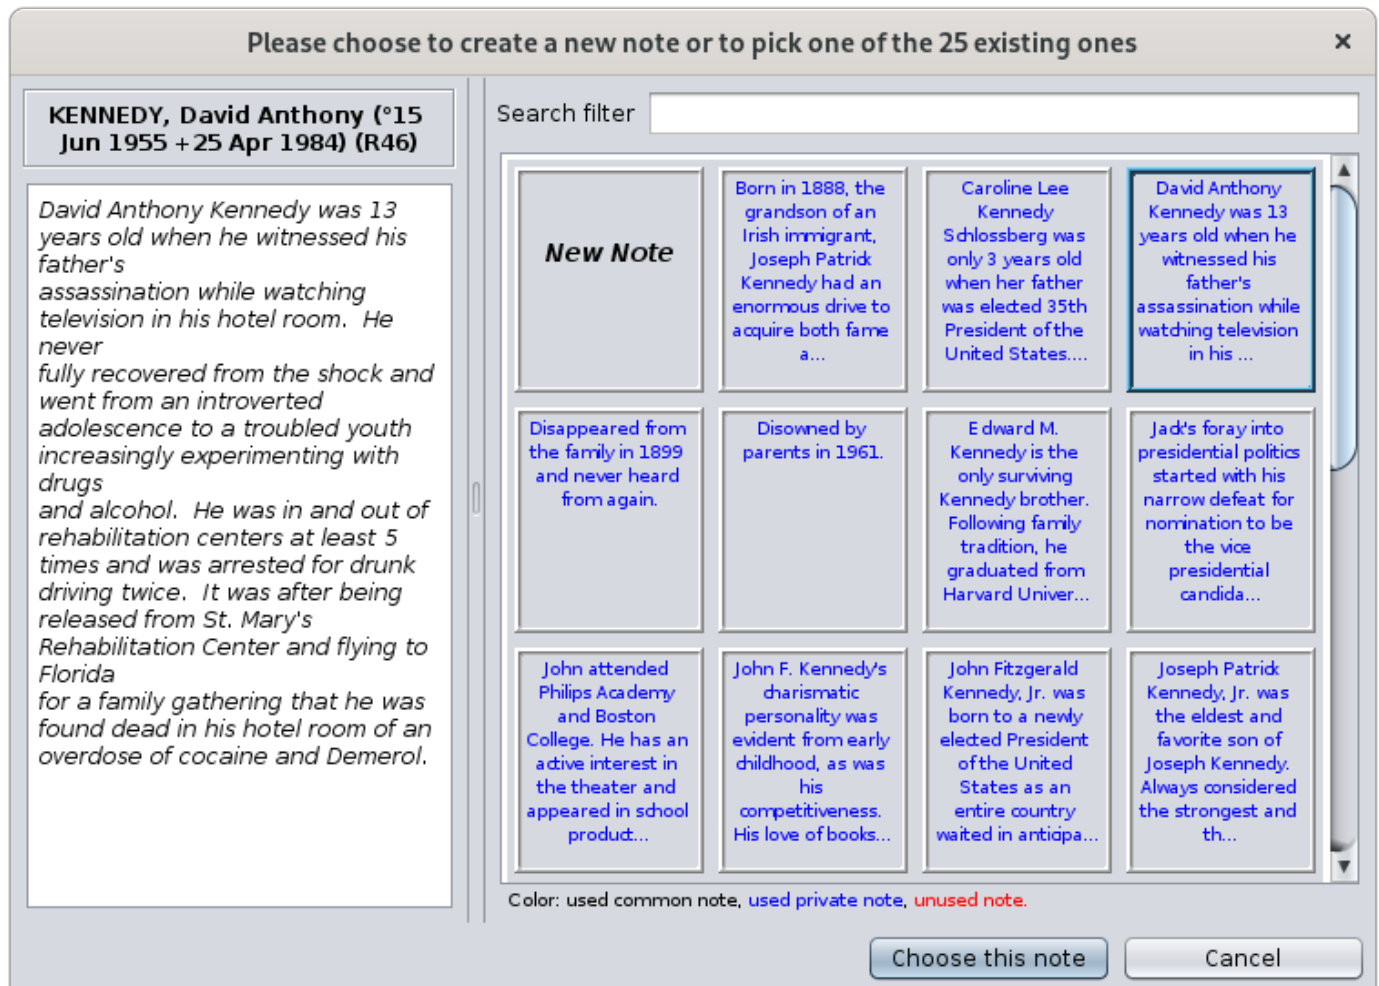 Please choose to create a new note or to pick one of the 25 existing ones
×
KENNEDY, David Anthony (°15
Jun 1955 +25 Apr 1984) (R46)
David Anthony Kennedy was 13
years old when he witnessed his
father's
assassination while watching
television in his hotel room.  He
never
fully recovered from the shock and
went from an introverted
adolescence to a troubled youth
increasingly experimenting with
drugs
and alcohol.  He was in and out of
rehabilitation centers at least 5
times and was arrested for drunk
driving twice.  It was after being
released from St. Mary's
Rehabilitation Center and flying to
Florida
for a family gathering that he was
found dead in his hotel room of an
overdose of cocaine and Demerol.
Search filter
New Note
Born in 1888, the
grandson of an
Irish immigrant,
Joseph Patrick
Kennedy had an
enormous drive to
acquire both fame
a...
Caroline Lee
Kennedy
Schlossberg was
only 3 years old
when her father
was elected 35th
President of the
United States....
David Anthony
Kennedy was 13
years old when he
witnessed his
father's
assassination while
watching television
in his ...
Disappeared from
the family in 1899
and never heard
from again.
Disowned by
parents in 1961.
Edward M.
Kennedy is the
only surviving
Kennedy brother.
Following family
tradition, he
graduated from
Harvard Univer...
Jack's foray into
presidential politics
started with his
narrow defeat for
nomination to be
the vice
presidential
candida...
John attended
Philips Academy
and Boston
College. He has an
active interest in
the theater and
appeared in school
product...
John F. Kennedy's
charismatic
personality was
evident from early
childhood, as was
his
competitiveness.
His love of books...
John Fitzgerald
Kennedy, Jr. was
born to a newly
elected President
of the United
States as an
entire country
waited in anticipa...
Joseph Patrick
Kennedy, Jr. was
the eldest and
favorite son of
Joseph Kennedy.
Always considered
the strongest and
th...
Color: used common note, used private note, unused note.
Choose this note
Cancel